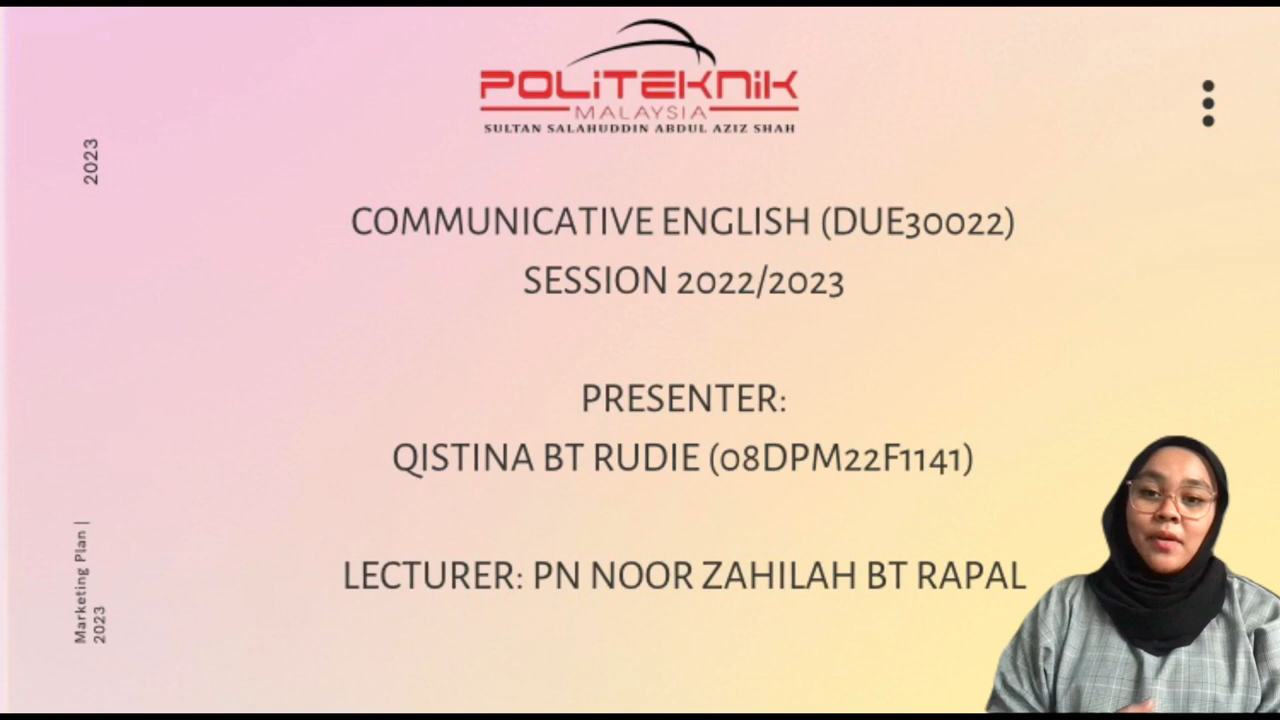 POLITEKNIK
MALAYSIA
SULTAN SALAHUDDIN ABDUL AZIZ SHAH
2023
COMMUNICATIVE ENGLISH (DUE30022)
SESSION 2022/2023
PRESENTER:
QISTINA BT RUDIE (08DPM22F1141)
LECTURER: PN NOOR ZAHILAH BT RAPAL
Marketing Plan |
2023